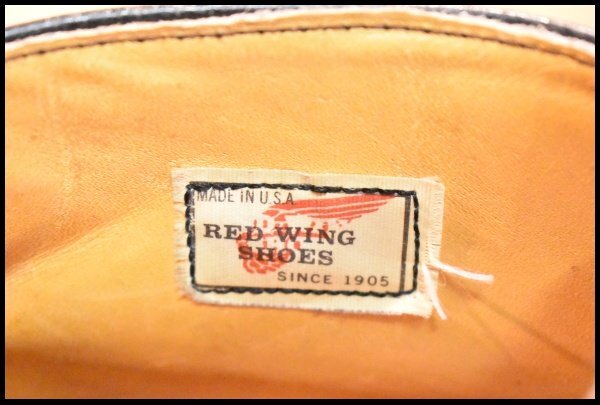 MADE IN U.S.A.
RED WING
SHOES
SINCE 1905